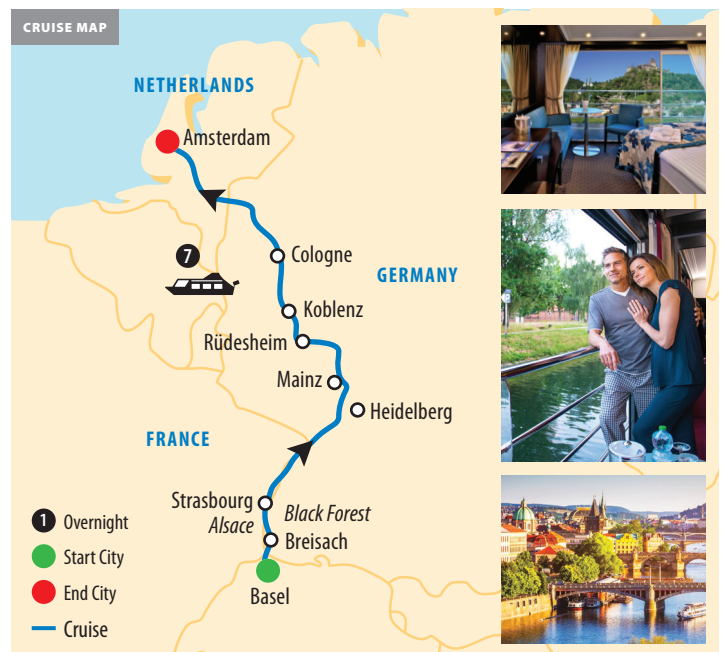 CRUISE MAP
NETHERLANDS
Amsterdam
7
Cologne
GERMANY
Koblenz
Rüdesheim
Mainz
Heidelberg
FRANCE
Strasbourg
Alsace
Black Forest
Breisach
Basel
1 Overnight
Start City
End City
Cruise